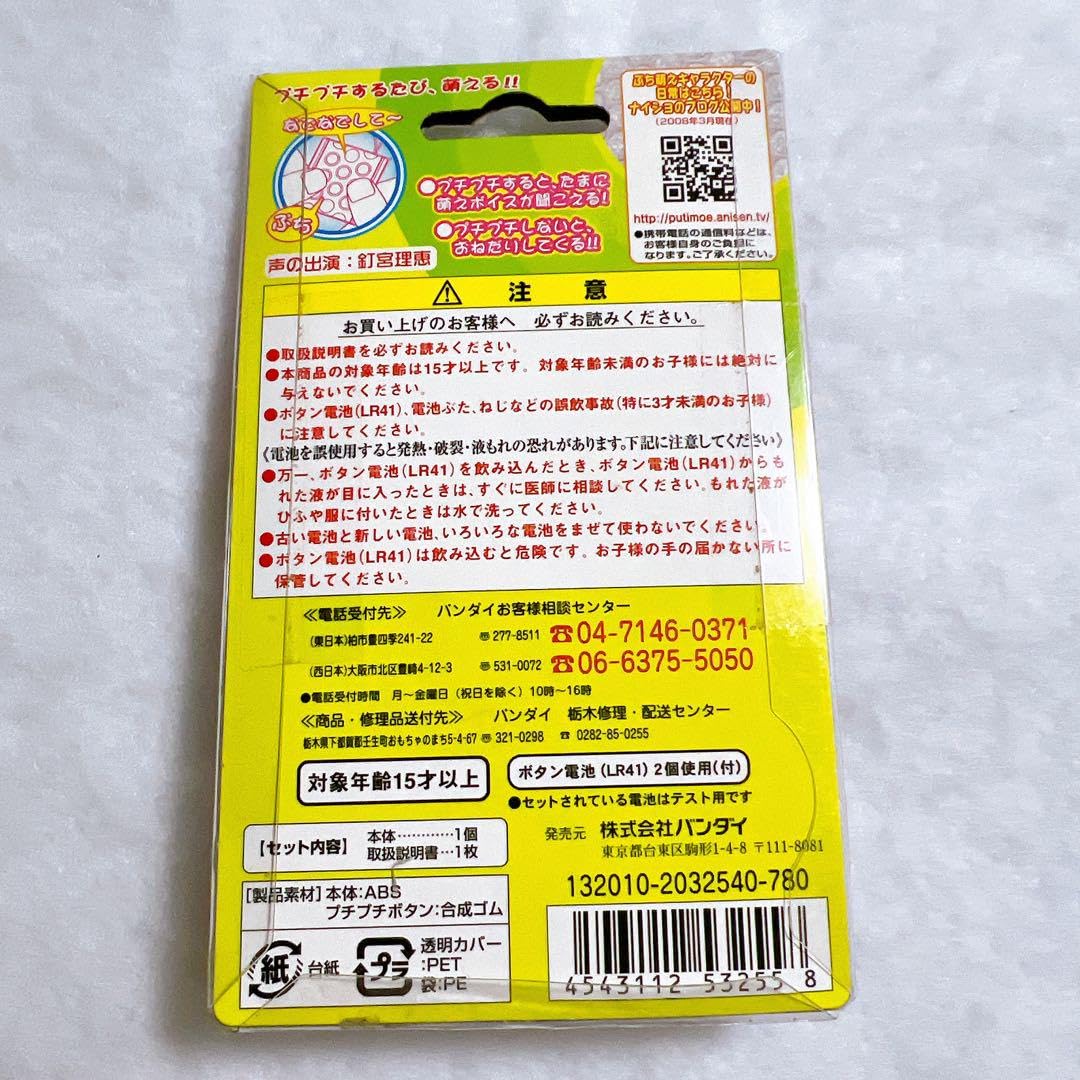 プチプチするたび、萌える!!
なでなでして〜
ぷち
●プチプチすると、たまに
萌えボイスが聞こえる!
●プチプチしないと、
おねだりしてくる!!
声の出演：釘宮理恵
ぷち萌えキャラクターの
日常はこちら!
ナイショのブログ公開中!
(2008年3月現在)
http://putimoe.anisen.tv/
●携帯電話の通信料などは、
お客様自身のご負担に
なります。ご了承ください。
注 意
お買い上げのお客様へ 必ずお読みください。
●取扱説明書を必ずお読みください。
●本商品の対象年齢は15才以上です。対象年齢未満のお子様には絶対に
与えないでください。
●ボタン電池(LR41)、電池ぶた、ねじなどの誤飲事故(特に3才未満のお子様)
に注意してください。
《電池を誤使用すると発熱・破裂・液もれの恐れがあります。下記に注意してください》
●万一、ボタン電池(LR41)を飲み込んだとき、ボタン電池(LR41)からも
れた液が目に入ったときは、すぐに医師に相談してください。もれた液が
ひふや服に付いたときは水で洗ってください。
●古い電池と新しい電池、いろいろな電池をまぜて使わないでください。
●ボタン電池(LR41)は飲み込むと危険です。お子様の手の届かない所に
保管してください。
≪電話受付先≫ バンダイお客様相談センター
(東日本)柏市豊四季241-22 〠277-8511 ☎04-7146-0371
(西日本)大阪市北区豊崎4-12-3 〠531-0072 ☎06-6375-5050
●電話受付時間 月〜金曜日(祝日を除く)10時〜16時
≪商品・修理品送付先≫ バンダイ 栃木修理・配送センター
栃木県下都賀郡壬生町おもちゃのまち5-4-67 〠321-0298 ☎0282-85-0255
対象年齢15才以上
ボタン電池(LR41)2個使用(付)
●セットされている電池はテスト用です
【セット内容】 本体…………1個
取扱説明書…1枚
発売元 株式会社バンダイ
東京都台東区駒形1-4-8 〒111-8081
132010-2032540-780
[製品素材]本体:ABS
プチプチボタン:合成ゴム
紙 台紙
プラ 透明カバー
:PET
袋:PE
4543112 53255 8